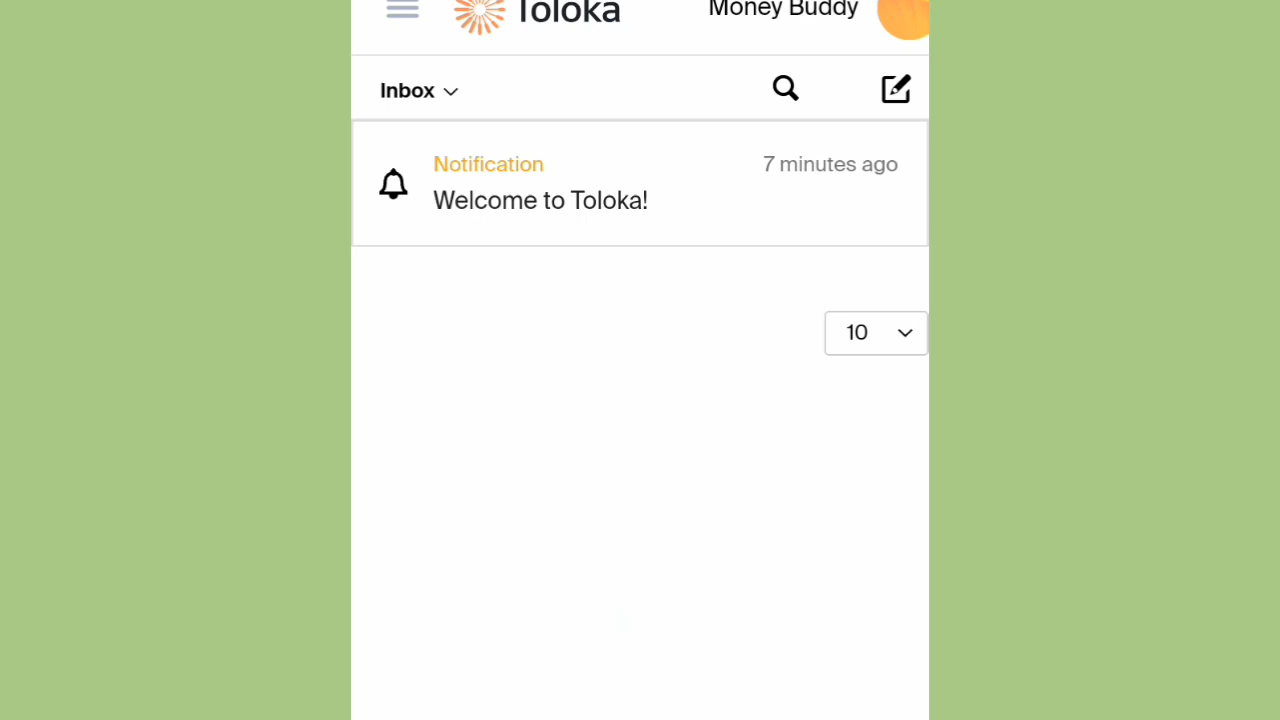 Toloka
Money Buddy
Inbox
Notification
7 minutes ago
Welcome to Toloka!
10